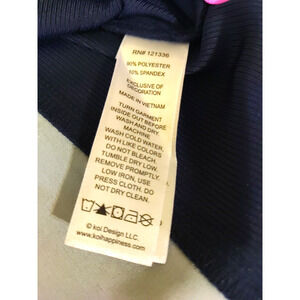 RN# 121336
90% POLYESTER
10% SPANDEX
EXCLUSIVE OF
DECORATION
MADE IN VIETNAM
TURN GARMENT
INSIDE OUT BEFORE
WASH AND DRY.
MACHINE
WASH COLD WATER,
WITH LIKE COLORS
DO NOT BLEACH.
TUMBLE DRY LOW.
REMOVE PROMPTLY.
LOW IRON, USE
PRESS CLOTH. DO
NOT DRY CLEAN.
© koi Design LLC.
www.koihappiness.com